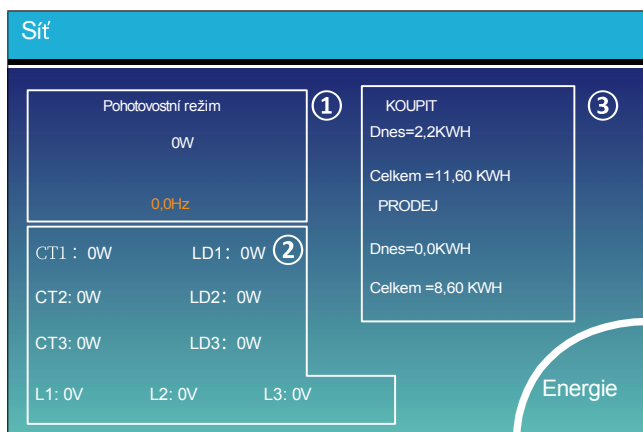 Síť
Pohotovostní režim
①
0W
0,0Hz
CT1： 0W LD1： 0W ②
CT2: 0W LD2： 0W
CT3: 0W LD3： 0W
L1: 0V L2: 0V L3: 0V
KOUPIT
③
Dnes=2,2KWH
Celkem =11,60 KWH
PRODEJ
Dnes=0,0KWH
Celkem =8,60 KWH
Energie